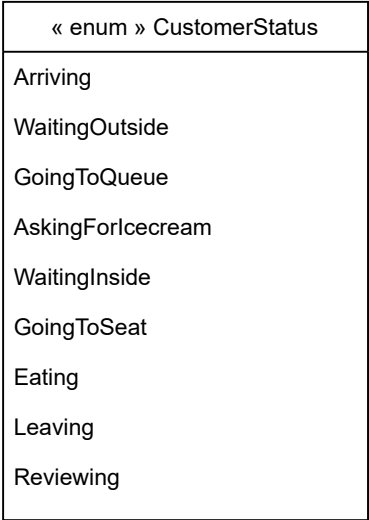 « enum » CustomerStatus
Arriving
WaitingOutside
GoingToQueue
AskingForIcecream
WaitingInside
GoingToSeat
Eating
Leaving
Reviewing